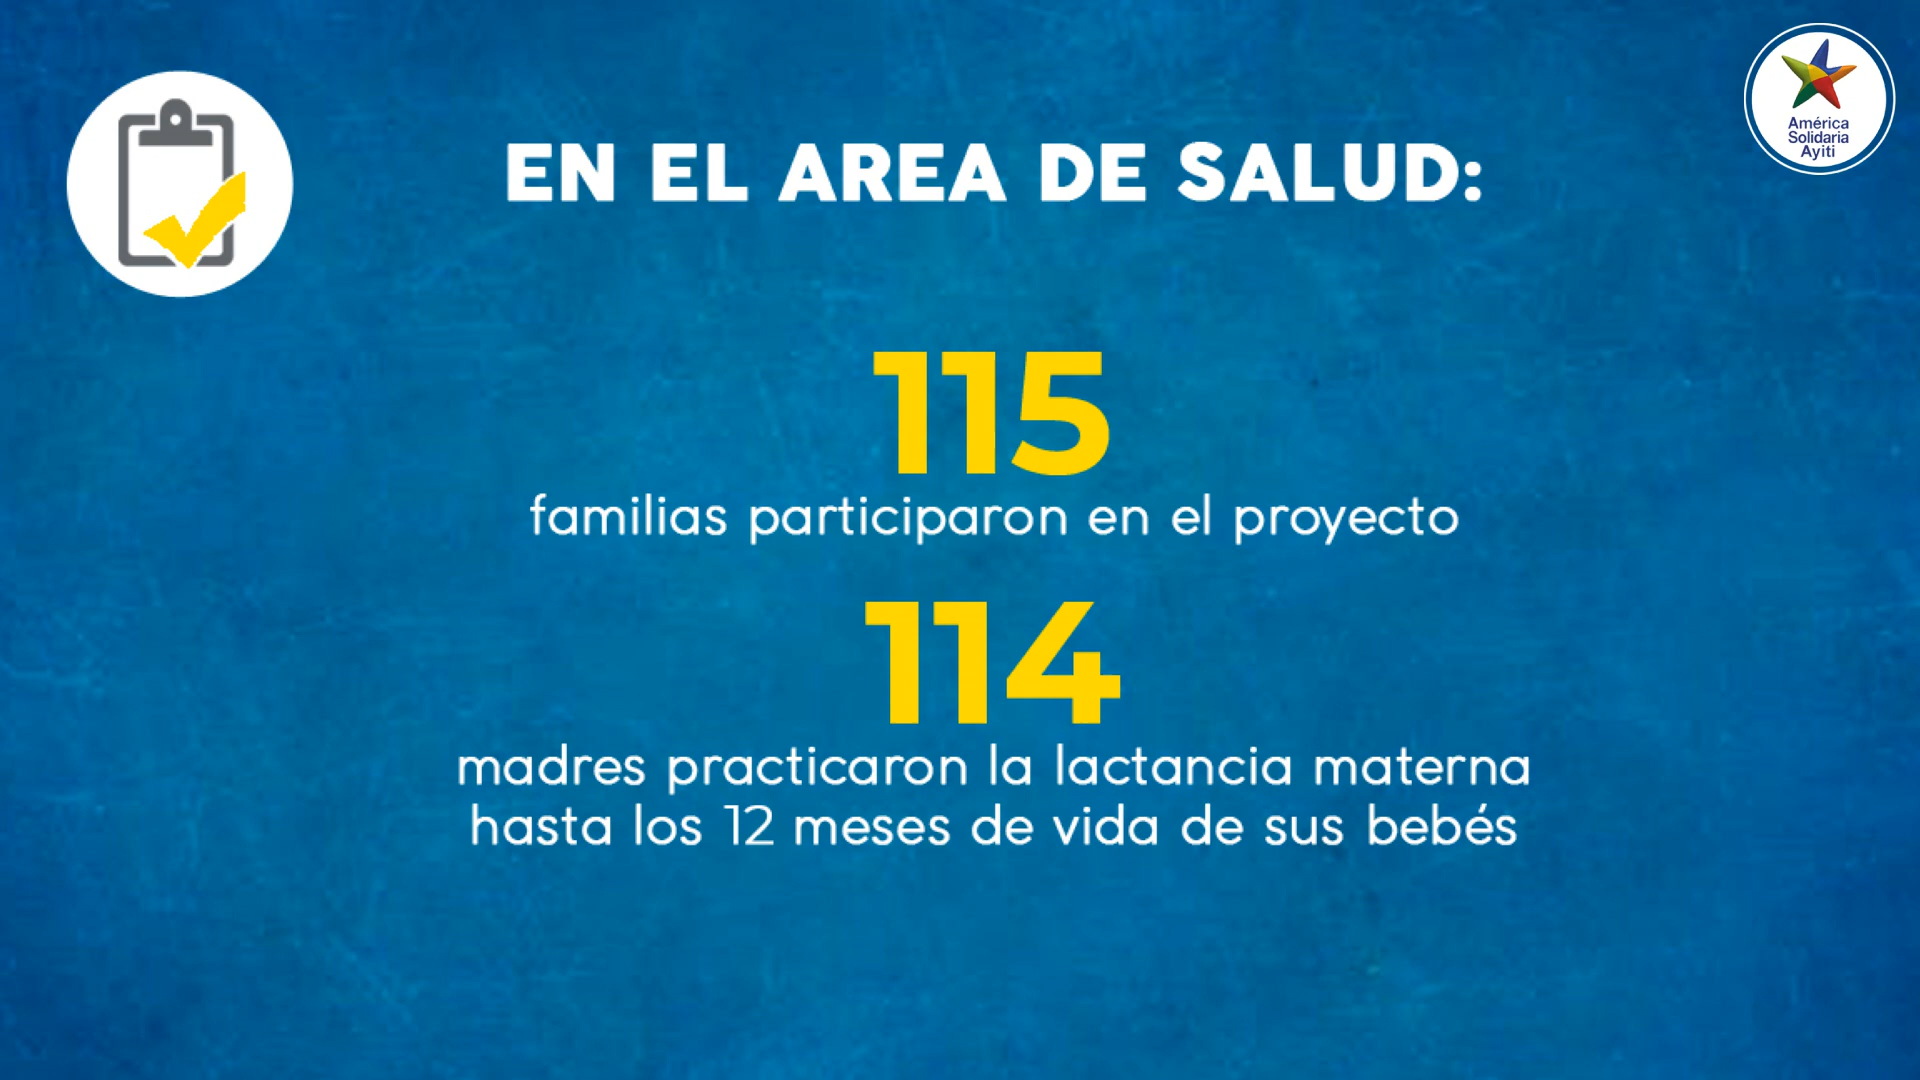 América
Solidaria
Ayiti
EN EL AREA DE SALUD:
115
familias participaron en el proyecto
114
madres practicaron la lactancia materna
hasta los 12 meses de vida de sus bebés